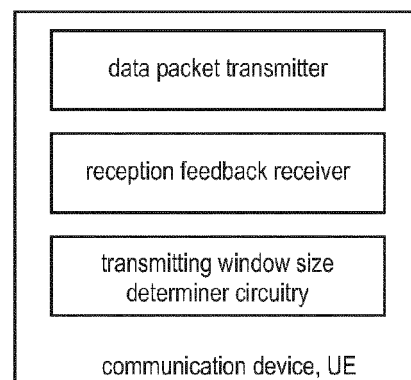 data packet transmitter
reception feedback receiver
transmitting window size
determiner circuitry
communication device, UE